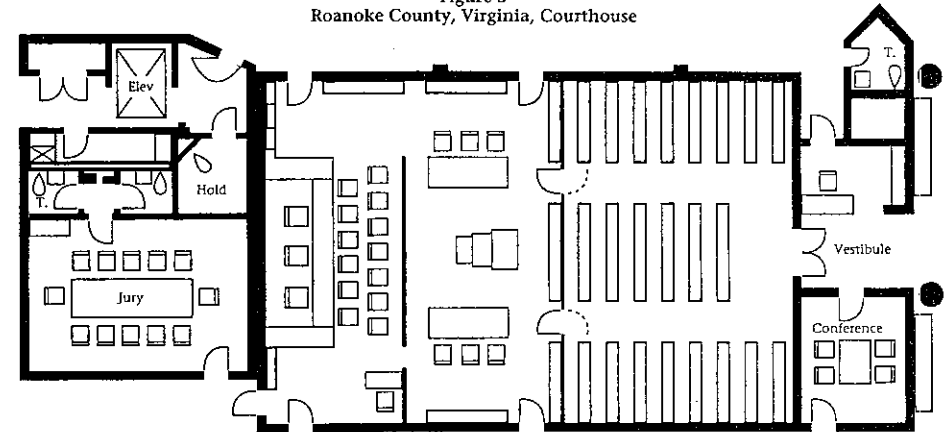 Roanoke County, Virginia, Courthouse
Elev
T.
Hold
T.
Jury
Vestibule
Conference